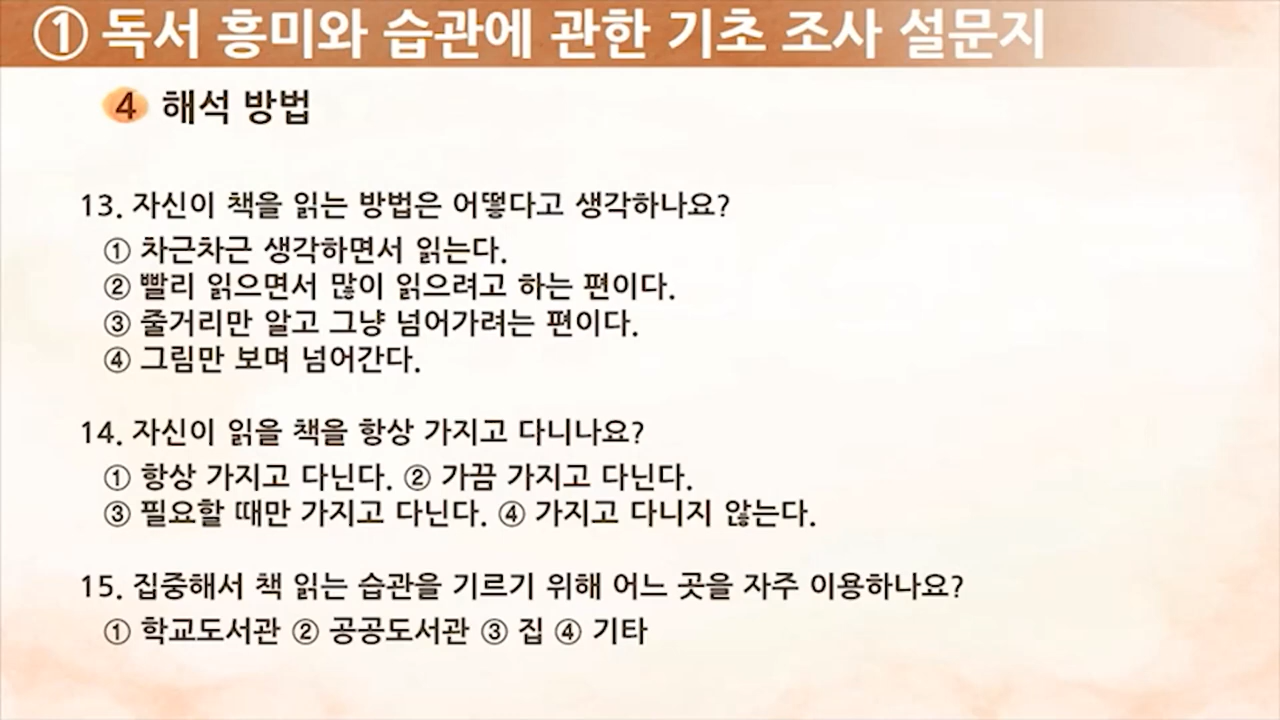 ① 독서 흥미와 습관에 관한 기초 조사 설문지
4 해석 방법
13. 자신이 책을 읽는 방법은 어떻다고 생각하나요?
① 차근차근 생각하면서 읽는다.
② 빨리 읽으면서 많이 읽으려고 하는 편이다.
③ 줄거리만 알고 그냥 넘어가려는 편이다.
④ 그림만 보며 넘어간다.
14. 자신이 읽을 책을 항상 가지고 다니나요?
① 항상 가지고 다닌다. ② 가끔 가지고 다닌다.
③ 필요할 때만 가지고 다닌다. ④ 가지고 다니지 않는다.
15. 집중해서 책 읽는 습관을 기르기 위해 어느 곳을 자주 이용하나요?
① 학교도서관 ② 공공도서관 ③ 집 ④ 기타